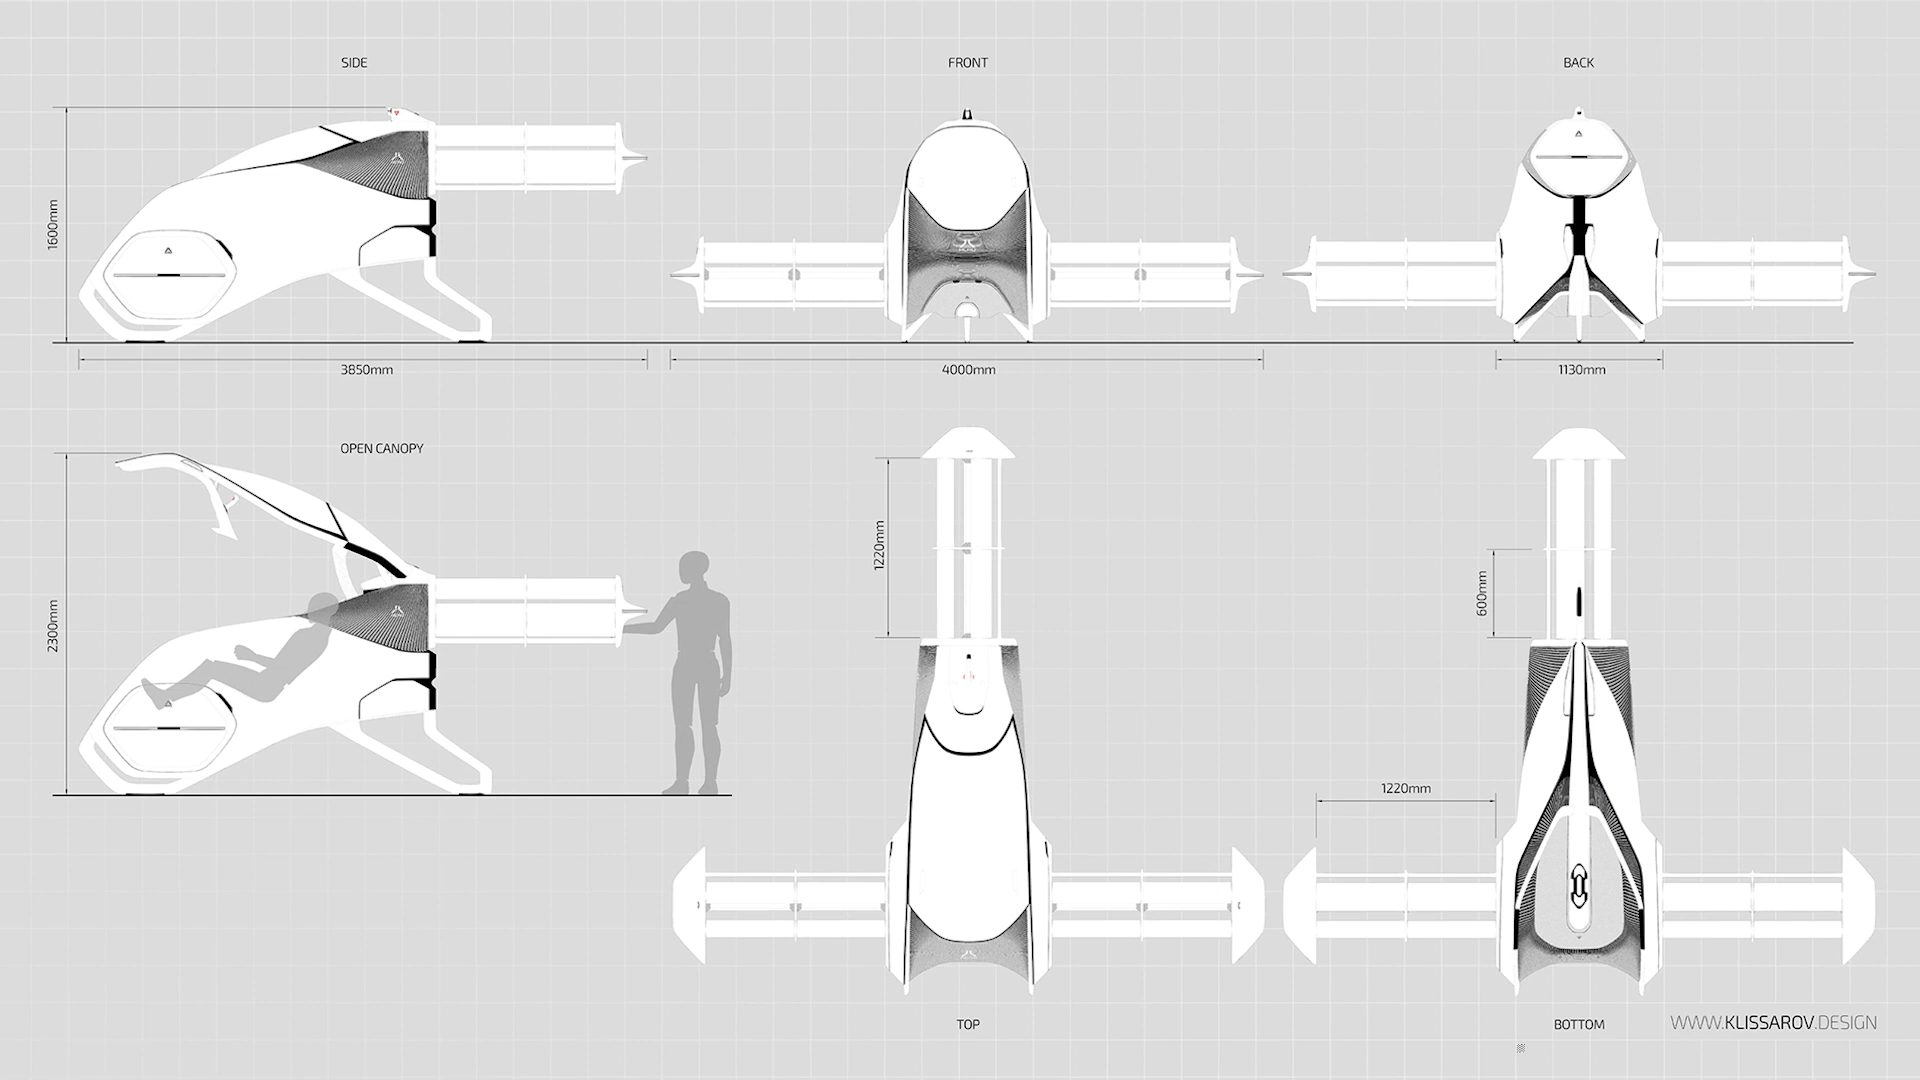 SIDE
FRONT
BACK
1600mm
3850mm
4000mm
1130mm
OPEN CANOPY
2300mm
1220mm
600mm
1220mm
TOP
BOTTOM
WWW.KLISSAROV.DESIGN